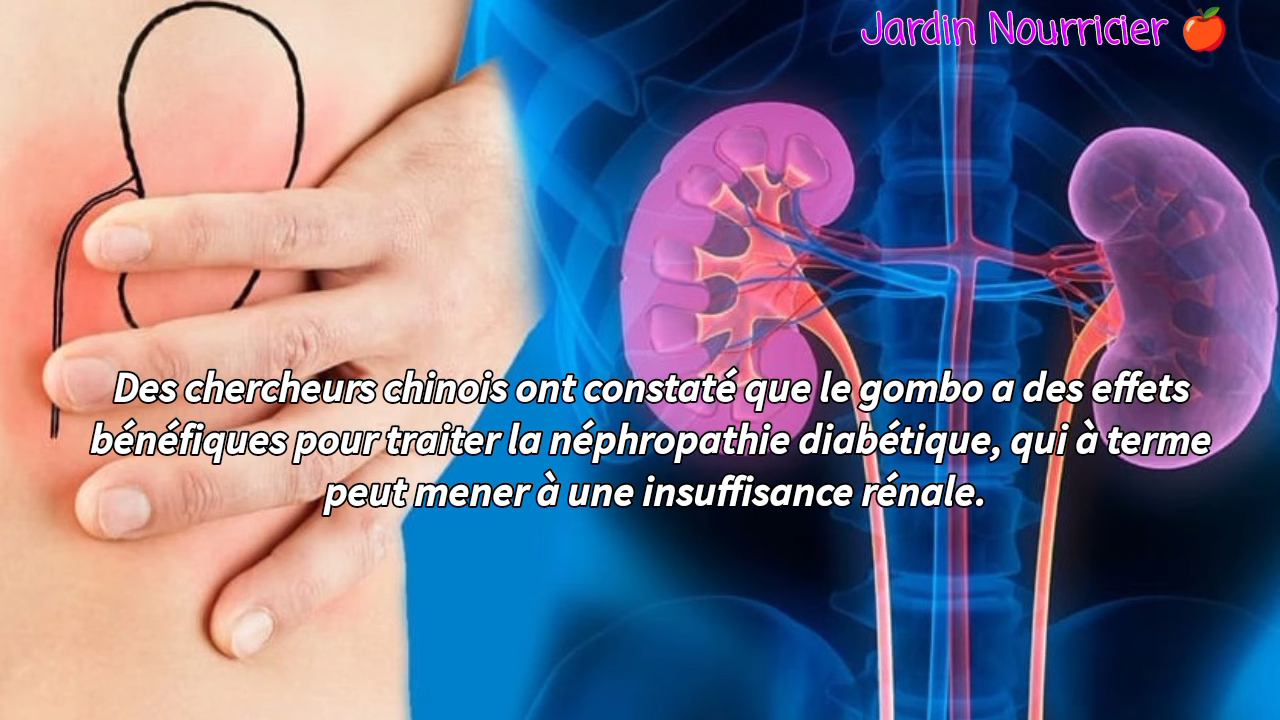 Jardin Nourricier 🍎
Des chercheurs chinois ont constaté que le gombo a des effets
bénéfiques pour traiter la néphropathie diabétique, qui à terme
peut mener à une insuffisance rénale.